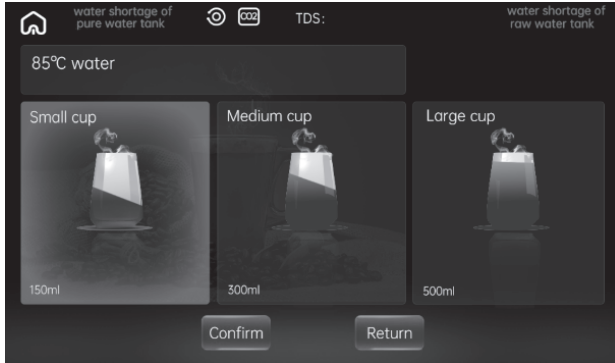 water shortage of
pure water tank
CO2
TDS:
water shortage of
raw water tank
85°C water
Small cup
Medium cup
Large cup
150ml
300ml
500ml
Confirm
Return